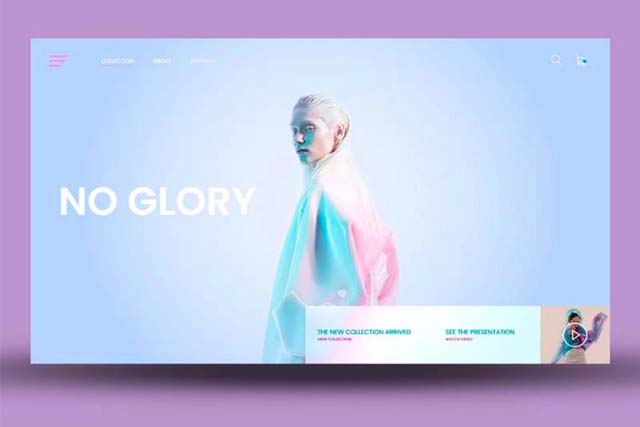 COLLECTION
ABOUT
NO GLORY
THE NEW COLLECTION ARRIVED
VIEW COLLECTION
SEE THE PRESENTATION
WATCH VIDEO